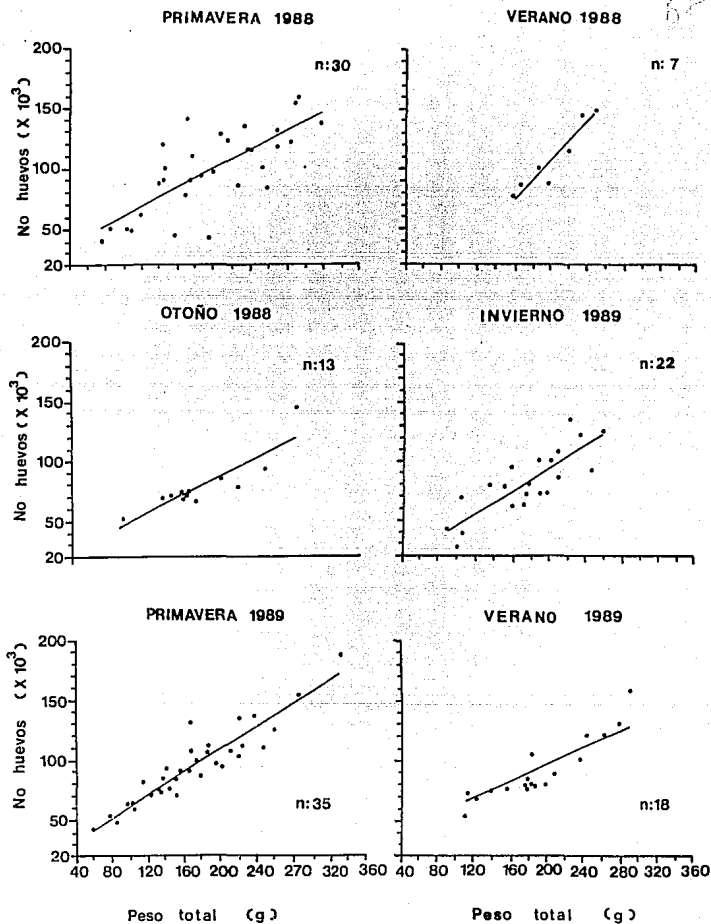 PRIMAVERA 1988
VERANO 1988
200
150
100
50
20
No huevos (X 10³)
n:30
n: 7
OTOÑO 1988
INVIERNO 1989
200
150
100
50
20
No huevos (X 10³)
n:13
n:22
PRIMAVERA 1989
VERANO 1989
200
150
100
50
20
No huevos (X 10³)
n:35
n:18
40 80 120 160 200 240 280 320 360
40 80 120 160 200 240 280 320 360
Peso total (g)
Peso total (g)